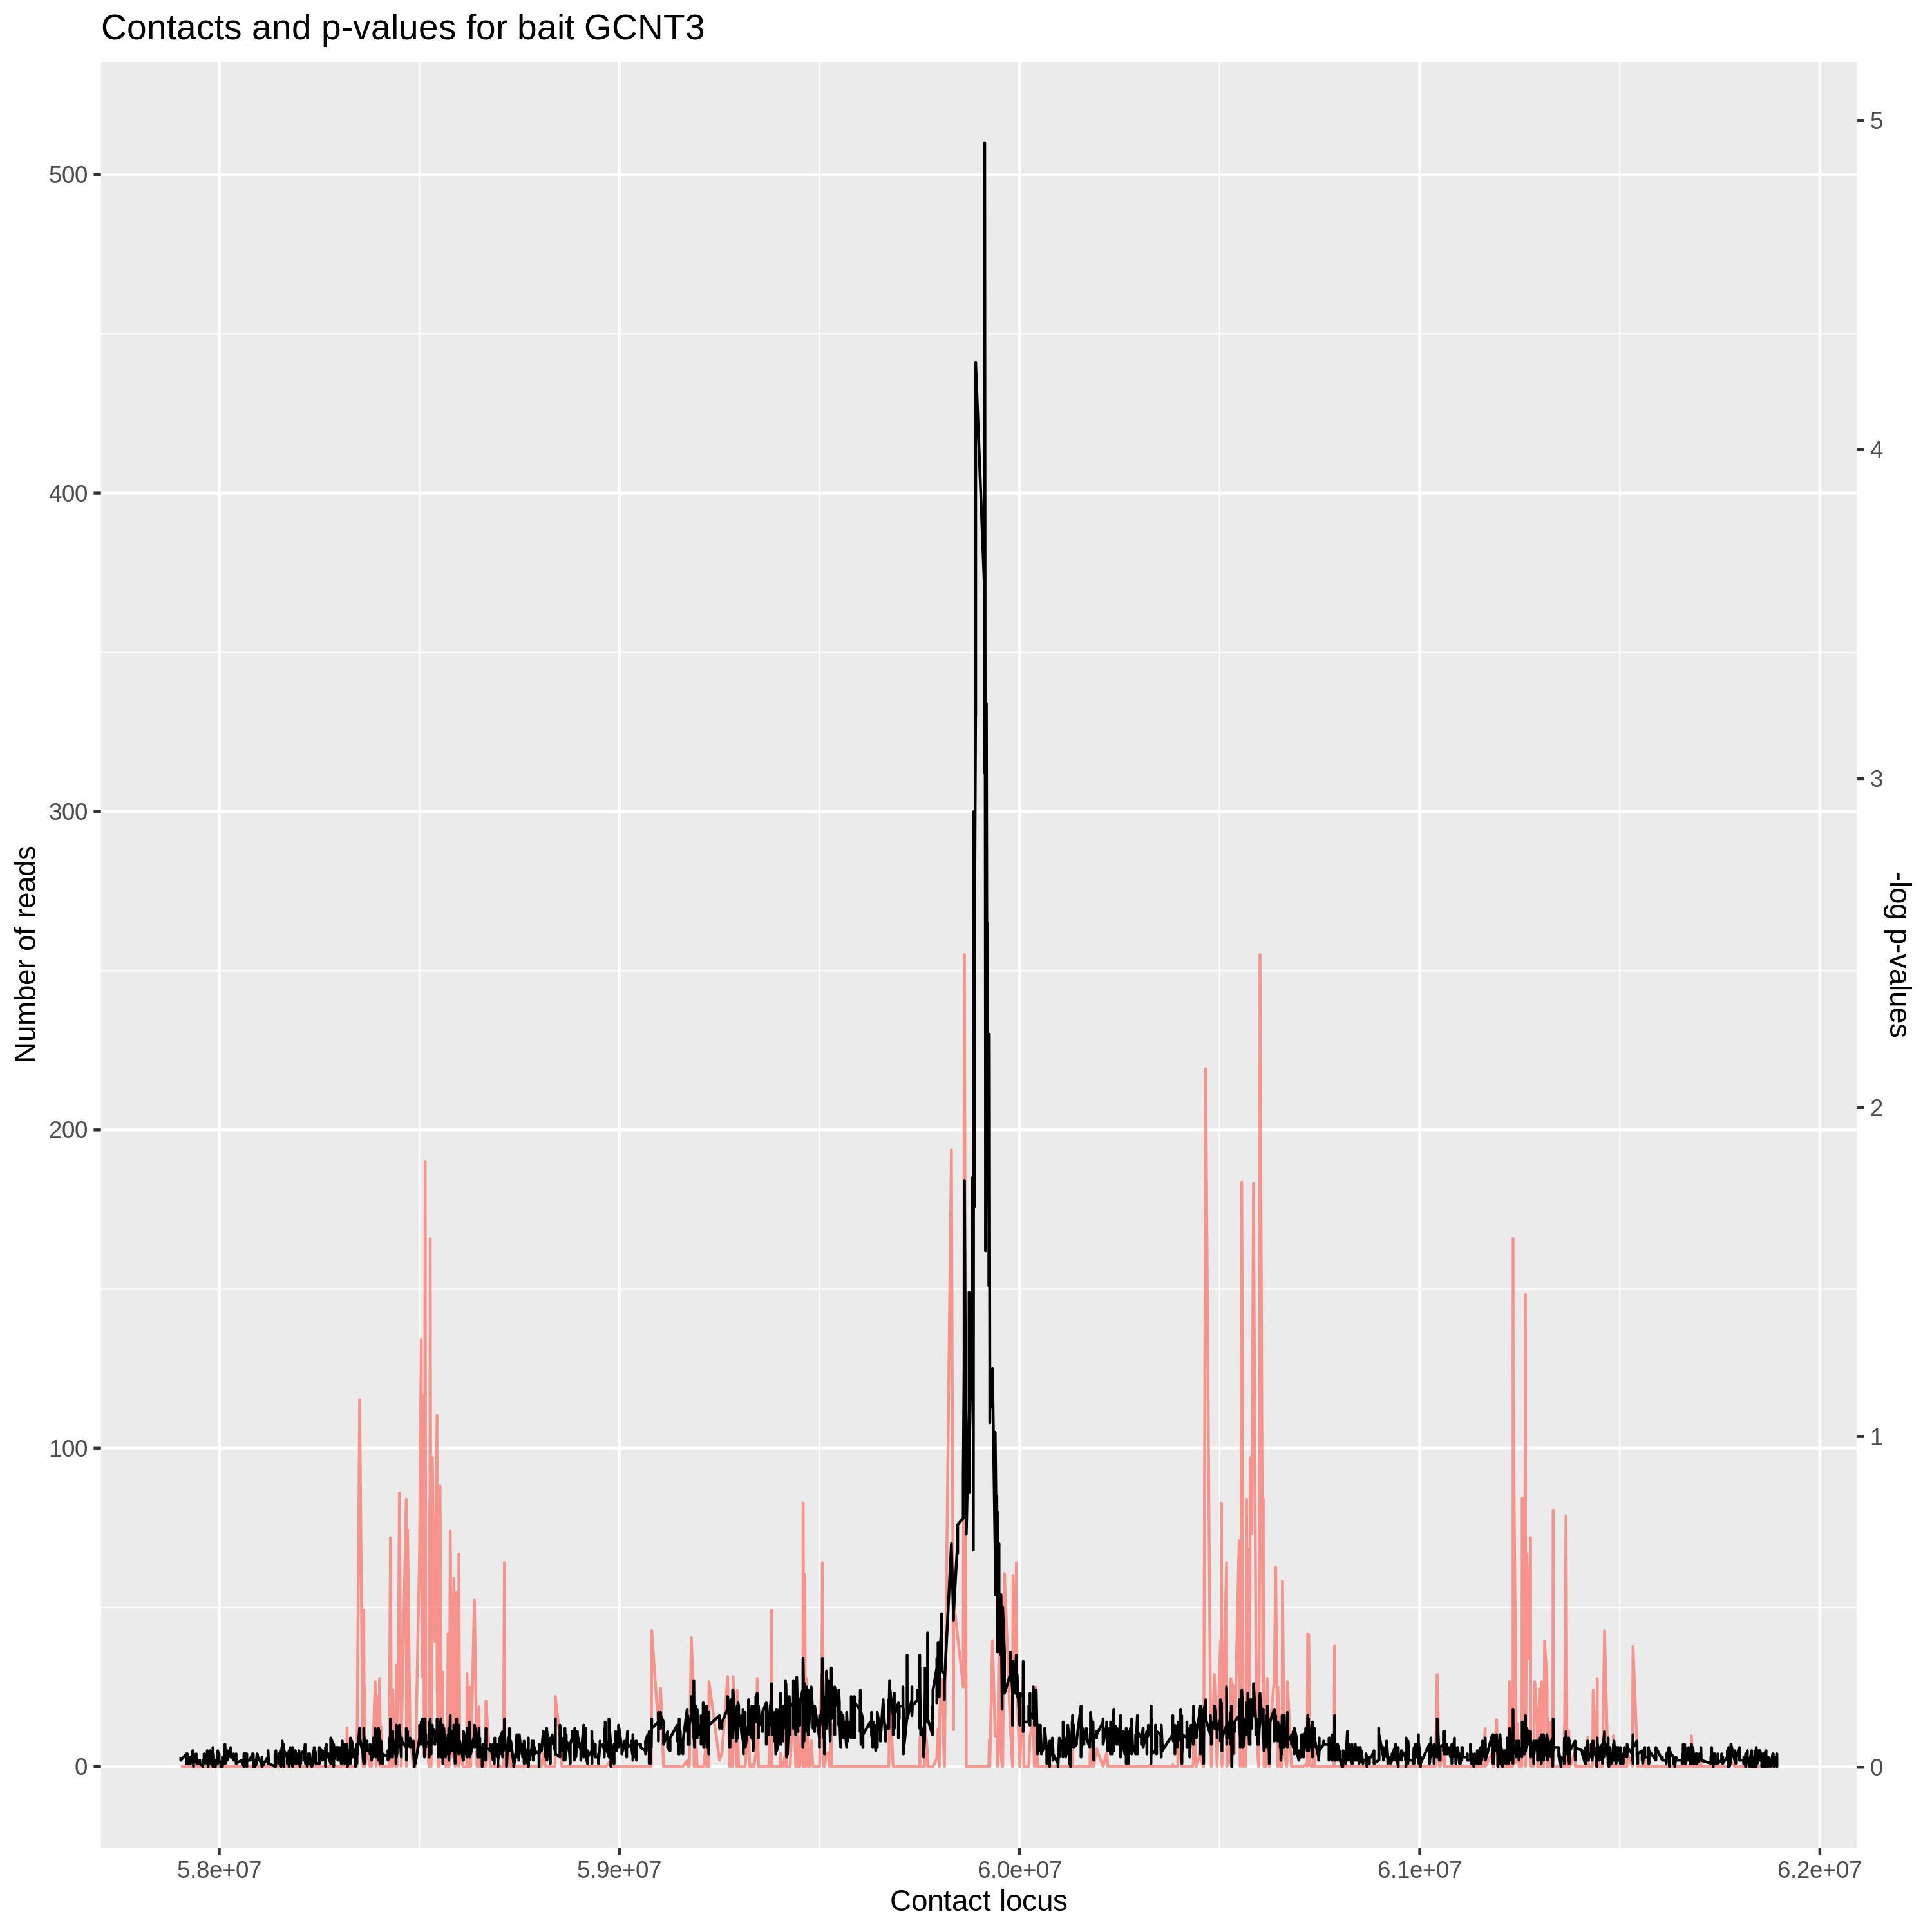 Contacts and p-values for bait GCNT3
500
400
300
200
100
0
Number of reads
5
4
3
2
1
0
-log p-values
5.8e+07
5.9e+07
6.0e+07
6.1e+07
6.2e+07
Contact locus